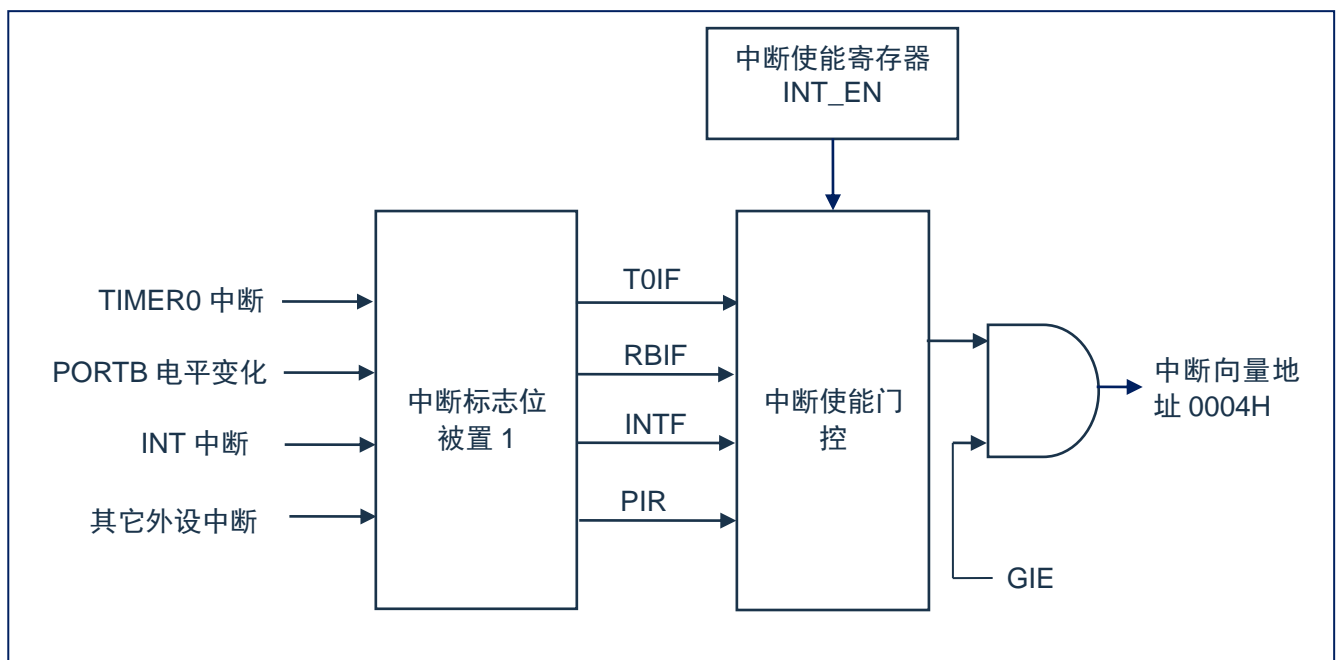 中断使能寄存器
INT_EN
TIMER0 中断
PORTB 电平变化
INT 中断
其它外设中断
中断标志位
被置 1
T0IF
RBIF
INTF
PIR
中断使能门
控
GIE
中断向量地
址 0004H